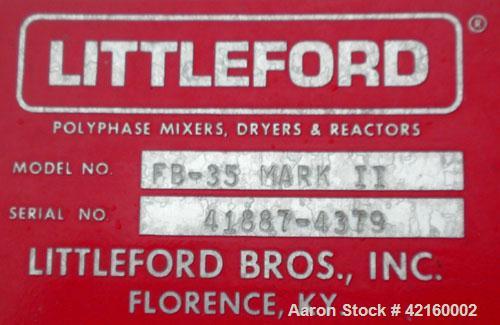 LITTLEFORD ®
POLYPHASE MIXERS, DRYERS & REACTORS
MODEL NO. FB-35 MARK II
SERIAL NO. 41887-4379
LITTLEFORD BROS., INC.
FLORENCE, KY.
Aaron Stock # 42160002